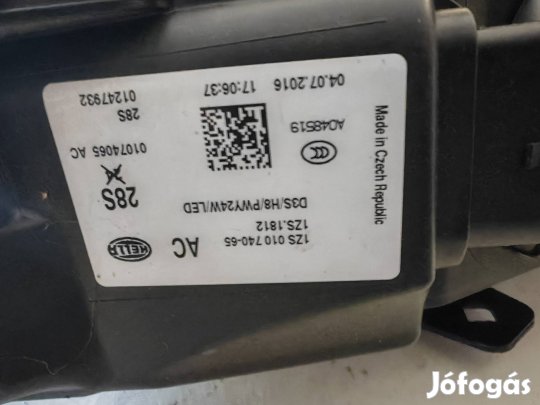 HELLA
AC
1ZS 010 740-65
1ZS.1812
D3S/H8/PWY24W/LED
28S
01074065 AC
CCC
AO48519
Made in Czech Republic
28S
01247932
04.07.2016 17:06:37
Jófogás